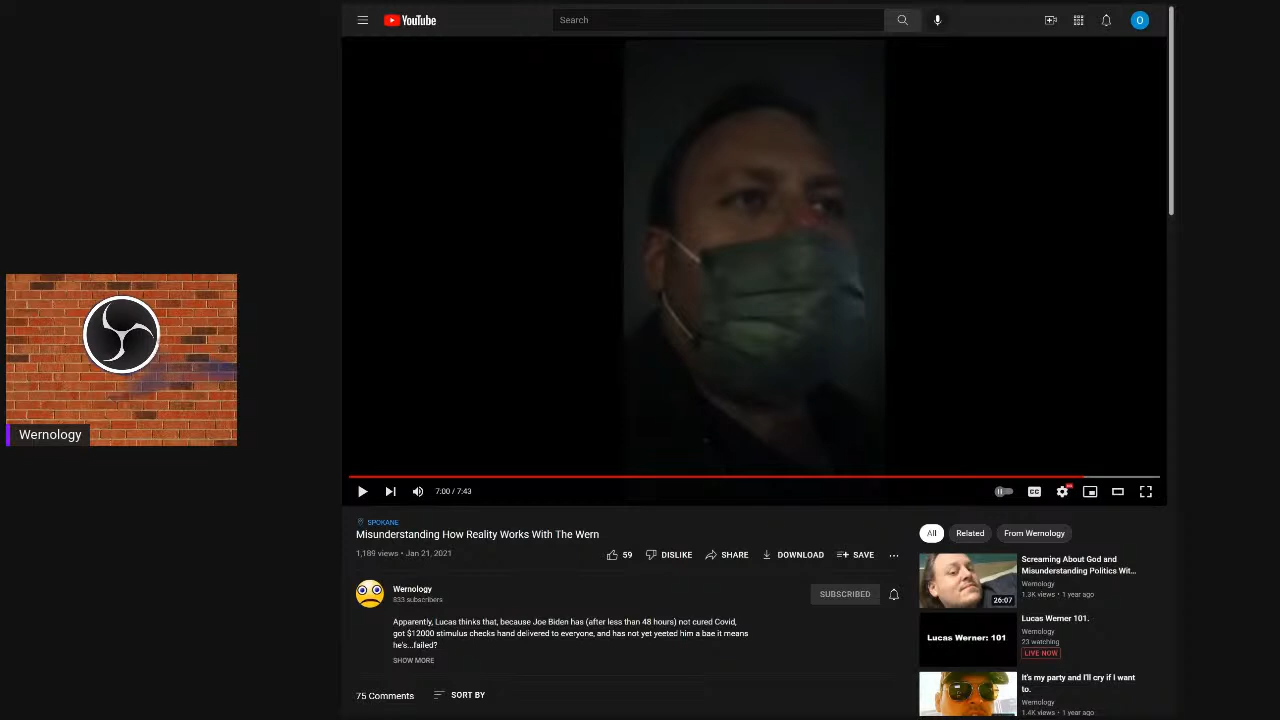 YouTube
Search
O
Wernology
7:00 / 7:43
CC
SPOKANE
Misunderstanding How Reality Works With The Wern
1,189 views • Jan 21, 2021
59
DISLIKE
SHARE
DOWNLOAD
SAVE
Wernology
833 subscribers
SUBSCRIBED
Apparently, Lucas thinks that, because Joe Biden has (after less than 48 hours) not cured Covid,
got $12000 stimulus checks hand delivered to everyone, and has not yet yeeted him a bae it means
he's...failed?
SHOW MORE
75 Comments
SORT BY
All
Related
From Wernology
26:07
Screaming About God and
Misunderstanding Politics Wit...
Wernology
1.3K views • 1 year ago
Lucas Werner: 101
Lucas Werner 101.
Wernology
23 watching
LIVE NOW
It's my party and I'll cry if I want
to.
Wernology
1.4K views • 1 year ago